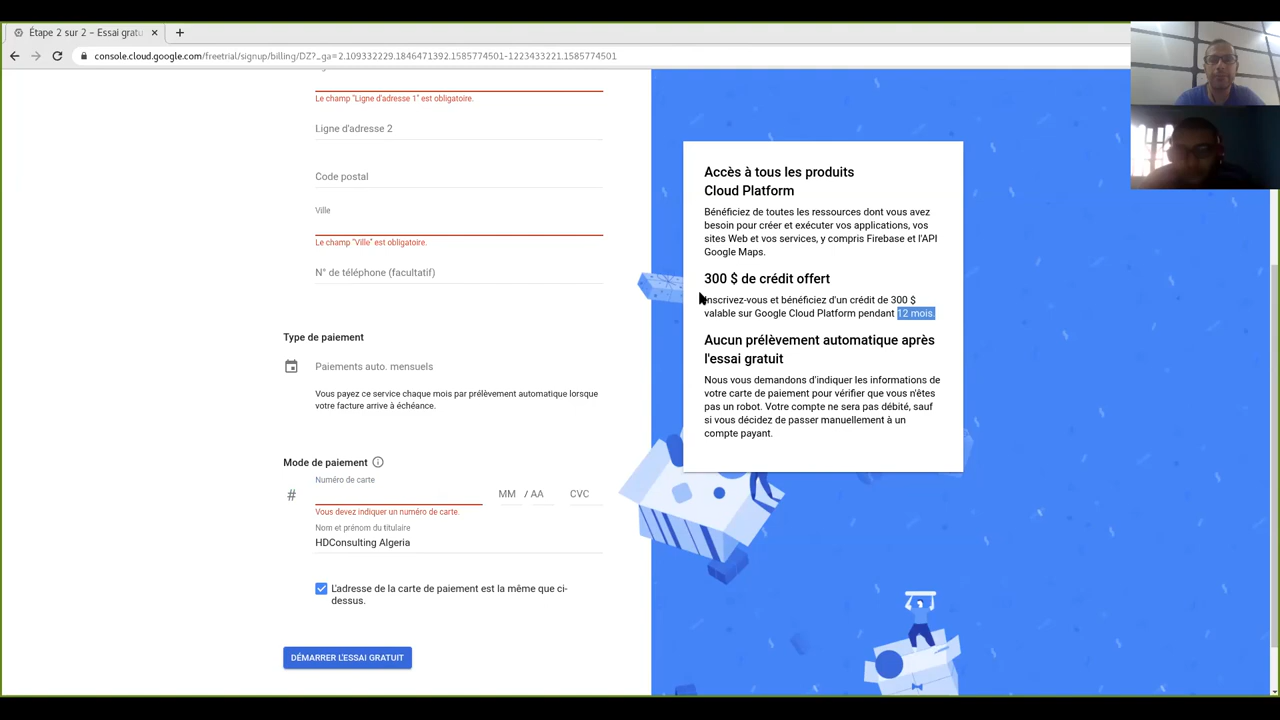 Étape 2 sur 2 – Essai gratu
console.cloud.google.com/freetrial/signup/billing/DZ?_ga=2.109332229.1846471392.1585774501-1223433221.1585774501
Le champ "Ligne d'adresse 1" est obligatoire.
Ligne d'adresse 2
Code postal
Ville
Le champ "Ville" est obligatoire.
N° de téléphone (facultatif)
Type de paiement
Paiements auto. mensuels
Vous payez ce service chaque mois par prélèvement automatique lorsque
votre facture arrive à échéance.
Mode de paiement
Numéro de carte
# MM / AA CVC
Vous devez indiquer un numéro de carte.
Nom et prénom du titulaire
HDConsulting Algeria
L'adresse de la carte de paiement est la même que ci-
dessus.
DÉMARRER L'ESSAI GRATUIT
Accès à tous les produits
Cloud Platform
Bénéficiez de toutes les ressources dont vous avez
besoin pour créer et exécuter vos applications, vos
sites Web et vos services, y compris Firebase et l'API
Google Maps.
300 $ de crédit offert
Inscrivez-vous et bénéficiez d'un crédit de 300 $
valable sur Google Cloud Platform pendant 12 mois.
Aucun prélèvement automatique après
l'essai gratuit
Nous vous demandons d'indiquer les informations de
votre carte de paiement pour vérifier que vous n'êtes
pas un robot. Votre compte ne sera pas débité, sauf
si vous décidez de passer manuellement à un
compte payant.